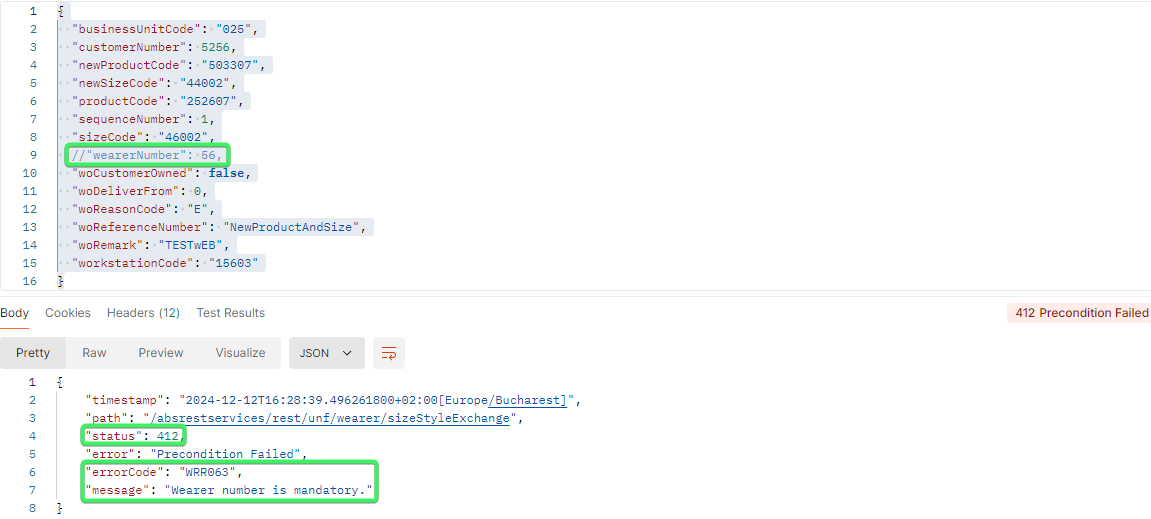 1 {
2 "businessUnitCode": "025",
3 "customerNumber": 5256,
4 "newProductCode": "503307",
5 "newSizeCode": "44002",
6 "productCode": "252607",
7 "sequenceNumber": 1,
8 "sizeCode": "46002",
9 //"wearerNumber": 56,
10 "woCustomerOwned": false,
11 "woDeliverFrom": 0,
12 "woReasonCode": "E",
13 "woReferenceNumber": "NewProductAndSize",
14 "woRemark": "TESTwEB",
15 "workstationCode": "15603"
16 }
Body Cookies Headers (12) Test Results 412 Precondition Failed
Pretty Raw Preview Visualize JSON
1 {
2 "timestamp": "2024-12-12T16:28:39.496261800+02:00[Europe/Bucharest]",
3 "path": "/absrestservices/rest/unf/wearer/sizeStyleExchange",
4 "status": 412,
5 "error": "Precondition Failed",
6 "errorCode": "WRR063",
7 "message": "Wearer number is mandatory."
8 }